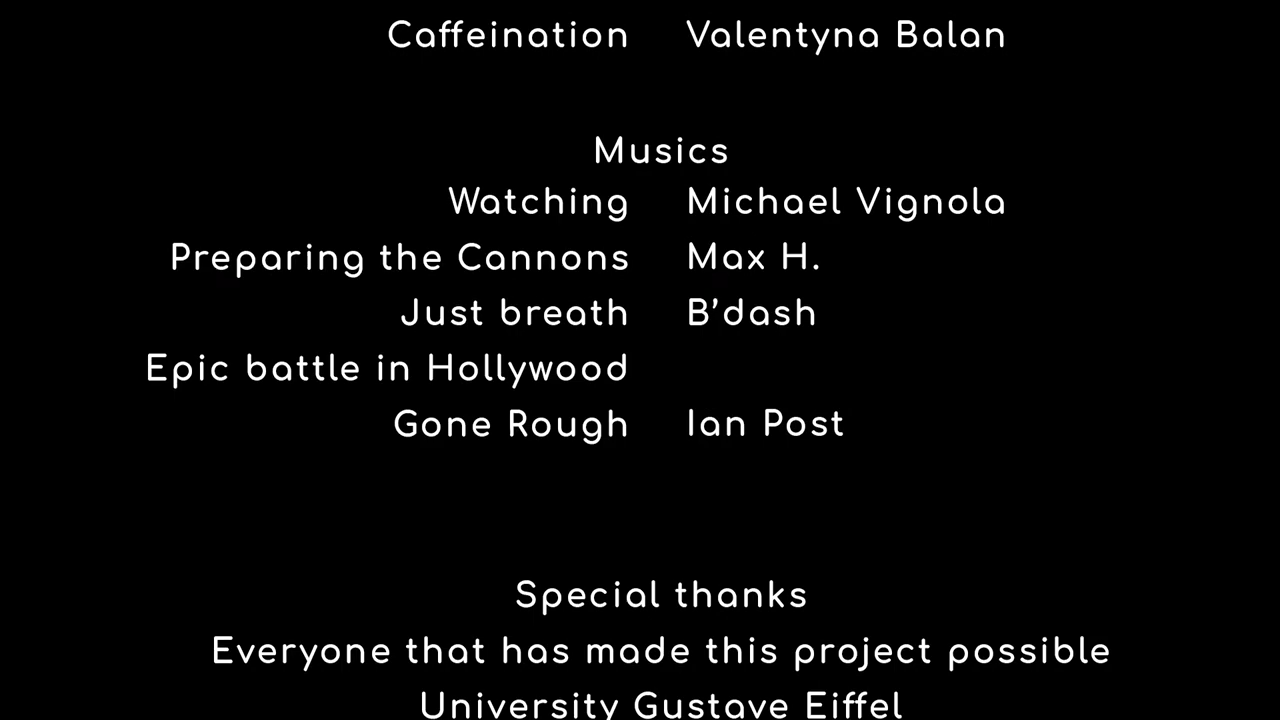 Caffeination Valentyna Balan
Musics
Watching Michael Vignola
Preparing the Cannons Max H.
Just breath B’dash
Epic battle in Hollywood
Gone Rough Ian Post
Special thanks
Everyone that has made this project possible
University Gustave Eiffel